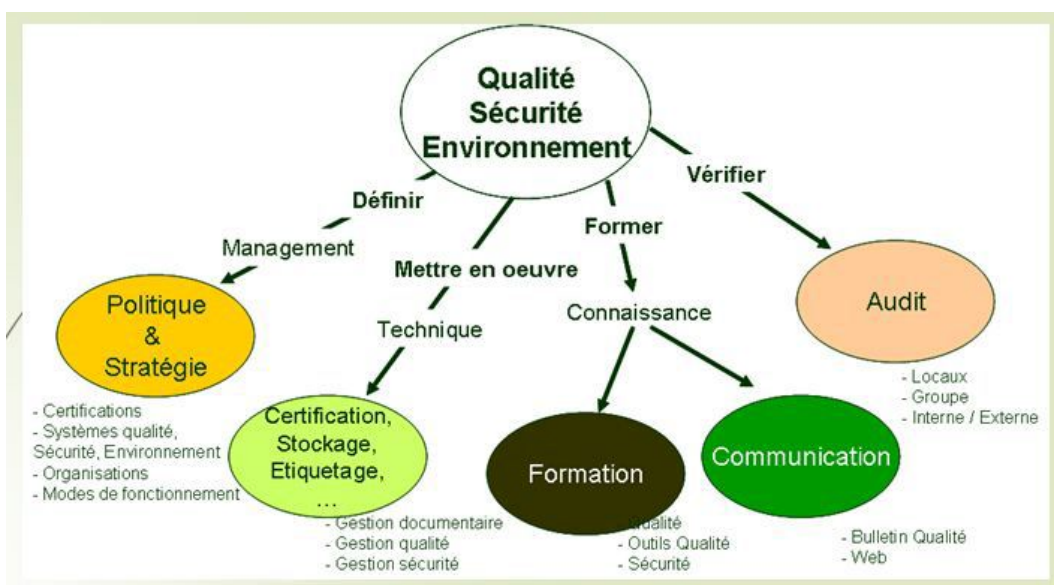 Qualité
Sécurité
Environnement
Définir
Management
Politique
&
Stratégie
- Certifications
- Systèmes qualité,
Sécurité, Environnement
- Organisations
- Modes de fonctionnement
Mettre en oeuvre
Technique
Certification,
Stockage,
Etiquetage,
...
- Gestion documentaire
- Gestion qualité
- Gestion sécurité
Former
Connaissance
Formation
- Qualité
- Outils Qualité
- Sécurité
Communication
- Bulletin Qualité
- Web
Vérifier
Audit
- Locaux
- Groupe
- Interne / Externe